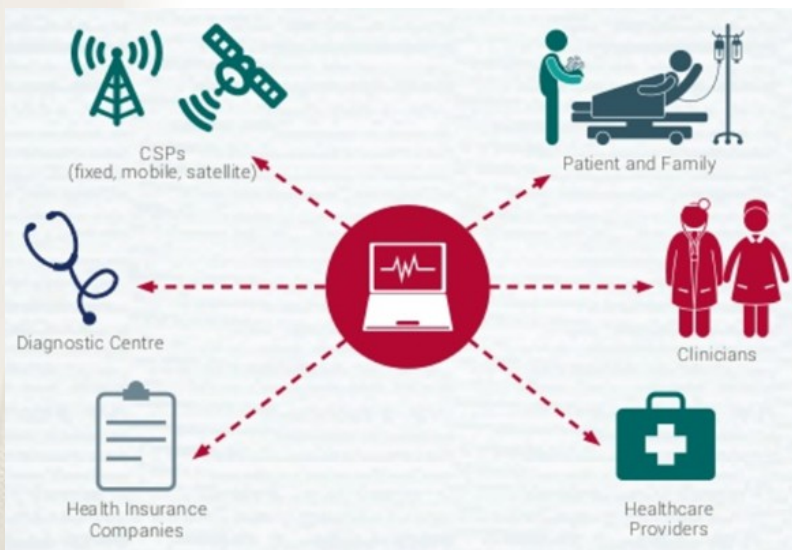 CSPs
(fixed, mobile, satellite)
Patient and Family
Diagnostic Centre
Clinicians
Health Insurance
Companies
Healthcare
Providers